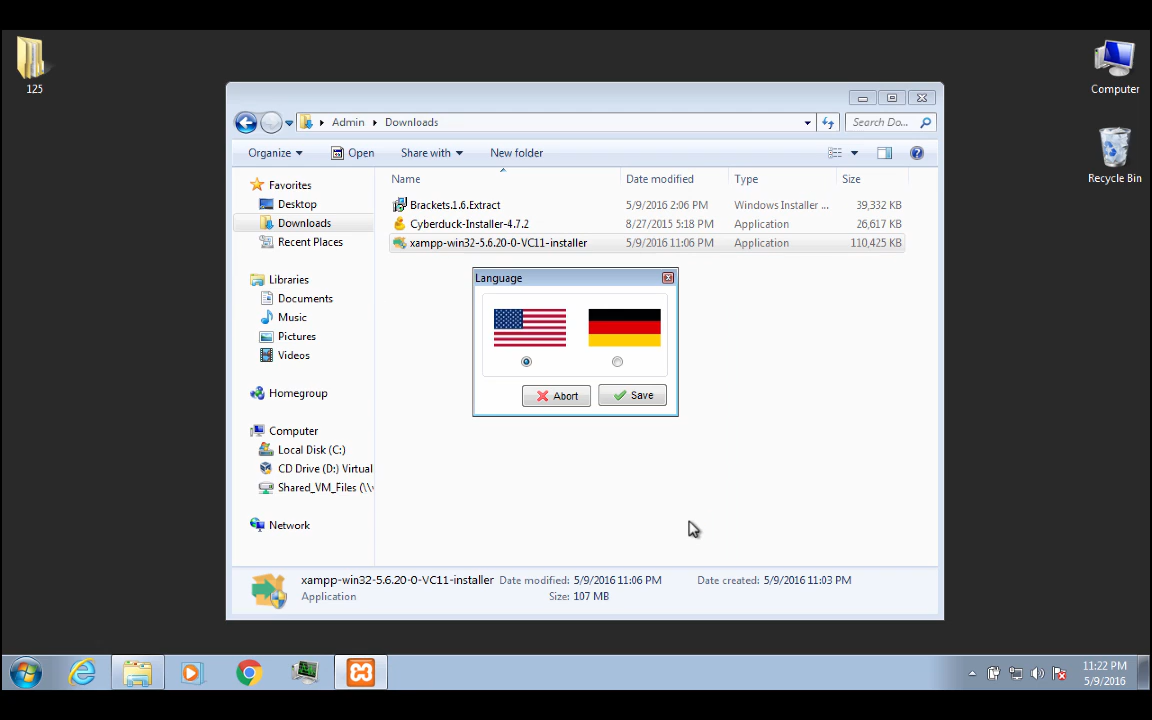 125
Computer
Recycle Bin
Admin
Downloads
Search Do...
Organize
Open
Share with
New folder
Name
Date modified
Type
Size
Favorites
Desktop
Downloads
Recent Places
Libraries
Documents
Music
Pictures
Videos
Homegroup
Computer
Local Disk (C:)
CD Drive (D:) Virtual
Shared_VM_Files (\\
Network
Brackets.1.6.Extract 5/9/2016 2:06 PM Windows Installer ... 39,332 KB
Cyberduck-Installer-4.7.2 8/27/2015 5:18 PM Application 26,617 KB
xampp-win32-5.6.20-0-VC11-installer 5/9/2016 11:06 PM Application 110,425 KB
Language
Abort
Save
xampp-win32-5.6.20-0-VC11-installer Date modified: 5/9/2016 11:06 PM Date created: 5/9/2016 11:03 PM
Application Size: 107 MB
11:22 PM
5/9/2016